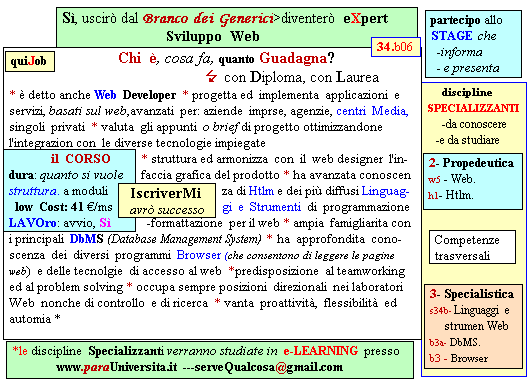 Sì, uscirò dal Branco dei Generici>diventerò eXpert
Sviluppo Web
34.b06
quiJob
Chi è, cosa fa, quanto Guadagna?
con Diploma, con Laurea
* è detto anche Web Developer * progetta ed implementa applicazioni e
servizi, basati sul web,avanzati per: aziende imprse, agenzie, centri Media,
singoli privati * valuta gli appunti o brief di progetto ottimizzandone
l'integrazion con le diverse tecnologie impiegate
* struttura ed armonizza con il web designer l'in-
faccia grafica del prodotto * ha avanzata conoscen
za di Htlm e dei più diffusi Linguag-
gi e Strumenti di programmazione
-formattazione per il web * ampia famigliarita con
i principali DbMS (Database Management System) * ha approfondita cono-
scenza dei diversi programmi Browser (che consentono di leggere le pagine
web) e delle tecnolgie di accesso al web *predisposizione al teamworking
ed al problem solving * occupa sempre posizioni direzionali nei laboratori
Web nonche di controllo e di ricerca * vanta proattività, flessibilità ed
automia *
il CORSO
dura: quanto si vuole
struttura. a moduli
low Cost: 41 €/ms
LAVOro: avvio, Sì
IscriverMi
avrò successo
*le discipline Specializzanti verranno studiate in e-LEARNING presso
www.paraUniversita.it ---serveQualcosa@gmail.com
partecipo allo
STAGE che
-informa
- e presenta
discipline
SPECIALIZZANTI
-da conoscere
-e da studiare
2- Propedeutica
w5 - Web.
h1- Htlm.
Competenze
trasversali
3- Specialistica
s34b- Linguaggi e
strumen Web
b3a- DbMS.
b3 - Browser